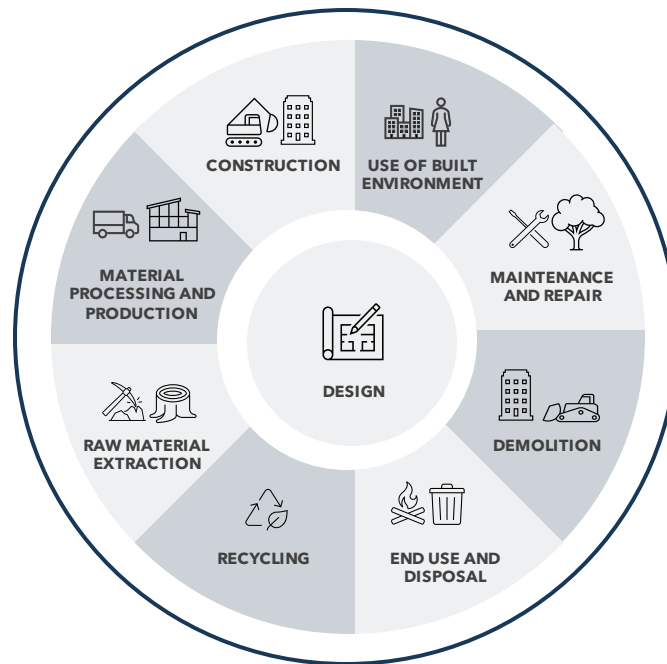 CONSTRUCTION
USE OF BUILT
ENVIRONMENT
MAINTENANCE
AND REPAIR
DEMOLITION
END USE AND
DISPOSAL
RECYCLING
RAW MATERIAL
EXTRACTION
MATERIAL
PROCESSING AND
PRODUCTION
DESIGN